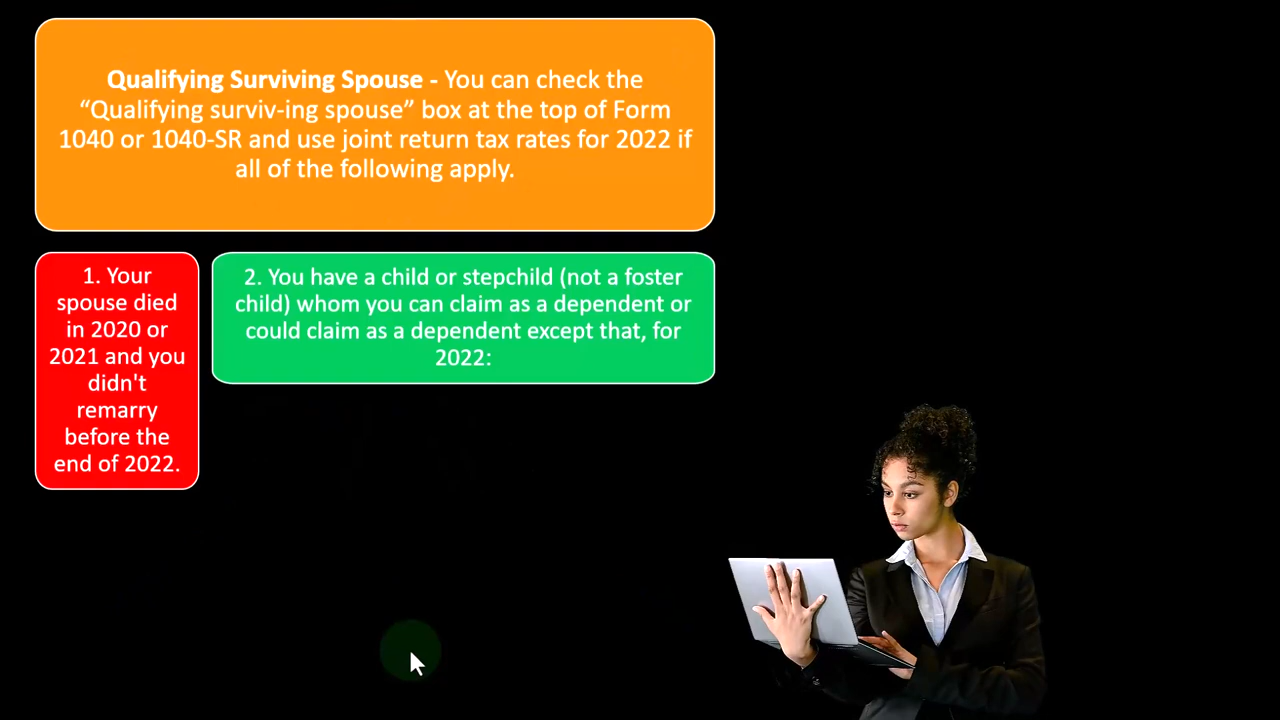 Qualifying Surviving Spouse - You can check the
“Qualifying surviv-ing spouse” box at the top of Form
1040 or 1040-SR and use joint return tax rates for 2022 if
all of the following apply.
1. Your
spouse died
in 2020 or
2021 and you
didn't
remarry
before the
end of 2022.
2. You have a child or stepchild (not a foster
child) whom you can claim as a dependent or
could claim as a dependent except that, for
2022: